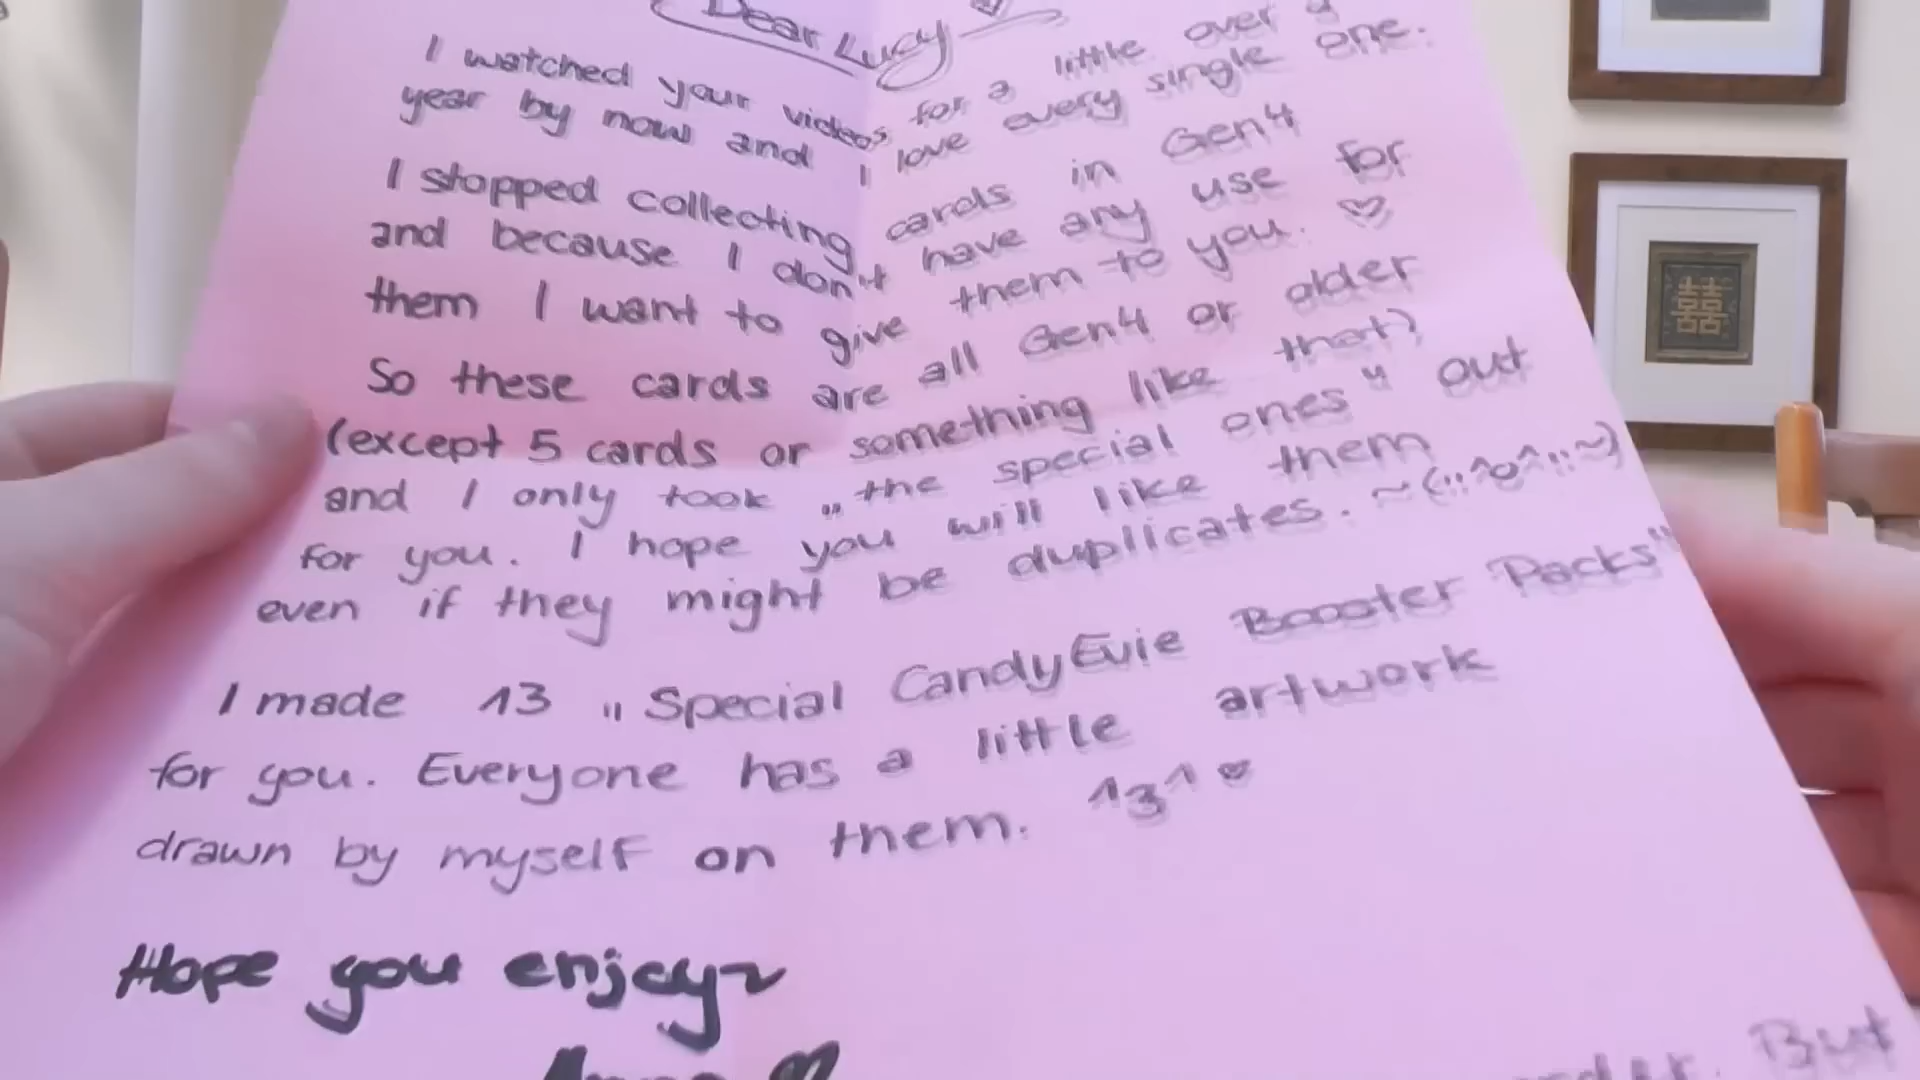 Dear Lucy
I watched your videos for a little over a
year by now and I love every single one.
I stopped collecting cards in Gen4
and because I don't have any use for
them I want to give them to you. ♡
So these cards are all Gen4 or older
(except 5 cards or something like that)
and I only took „the special ones" out
for you. I hope you will like them
even if they might be duplicates. ~(;;^o^;;~)
I made 13 „Special CandyEvie Booster Packs"
for you. Everyone has a little artwork
drawn by myself on them. ^3^ ♥
Hope you enjoy~
But
囍